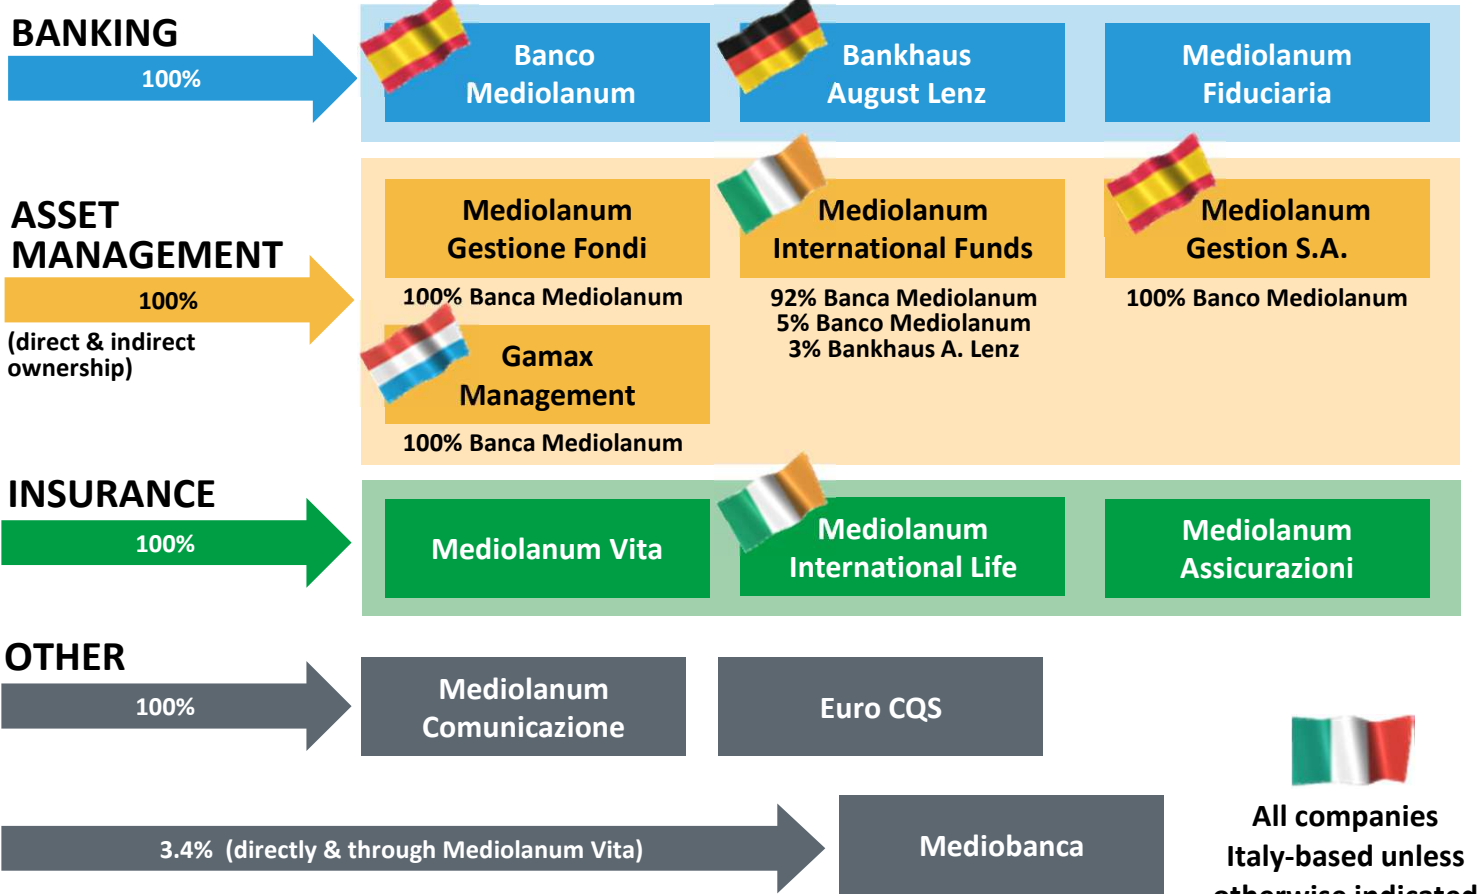 BANKING
100%
Banco
Mediolanum
Bankhaus
August Lenz
Mediolanum
Fiduciaria
ASSET
MANAGEMENT
100%
(direct & indirect
ownership)
Mediolanum
Gestione Fondi
100% Banca Mediolanum
Mediolanum
International Funds
92% Banca Mediolanum
5% Banco Mediolanum
3% Bankhaus A. Lenz
Mediolanum
Gestion S.A.
100% Banco Mediolanum
Gamax
Management
100% Banca Mediolanum
INSURANCE
100%
Mediolanum Vita
Mediolanum
International Life
Mediolanum
Assicurazioni
OTHER
100%
Mediolanum
Comunicazione
Euro CQS
3.4% (directly & through Mediolanum Vita)
Mediobanca
All companies
Italy-based unless
otherwise indicated